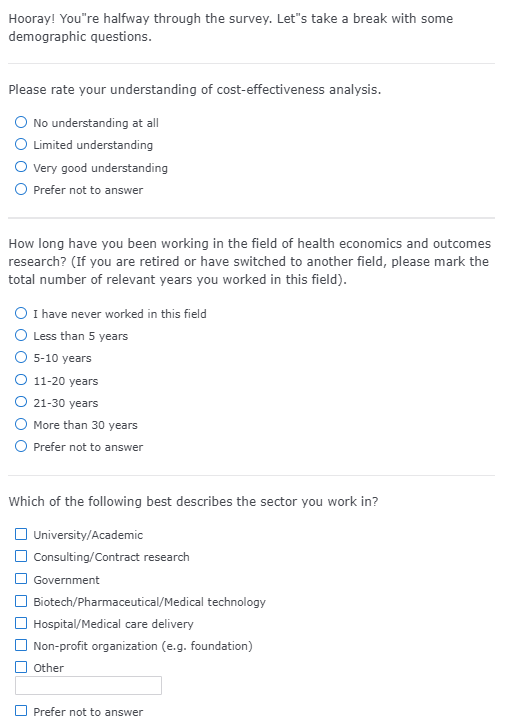 Hooray! You"re halfway through the survey. Let"s take a break with some
demographic questions.
Please rate your understanding of cost-effectiveness analysis.
No understanding at all
Limited understanding
Very good understanding
Prefer not to answer
How long have you been working in the field of health economics and outcomes
research? (If you are retired or have switched to another field, please mark the
total number of relevant years you worked in this field).
I have never worked in this field
Less than 5 years
5-10 years
11-20 years
21-30 years
More than 30 years
Prefer not to answer
Which of the following best describes the sector you work in?
University/Academic
Consulting/Contract research
Government
Biotech/Pharmaceutical/Medical technology
Hospital/Medical care delivery
Non-profit organization (e.g. foundation)
Other
Prefer not to answer